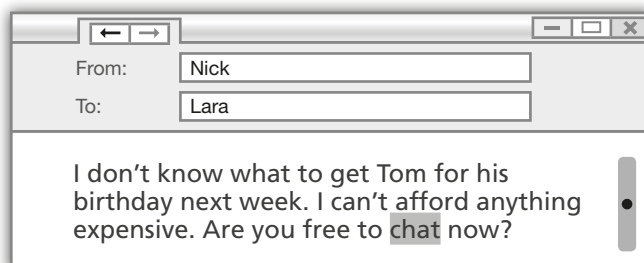 From: Nick
To: Lara
I don't know what to get Tom for his
birthday next week. I can't afford anything
expensive. Are you free to chat now?